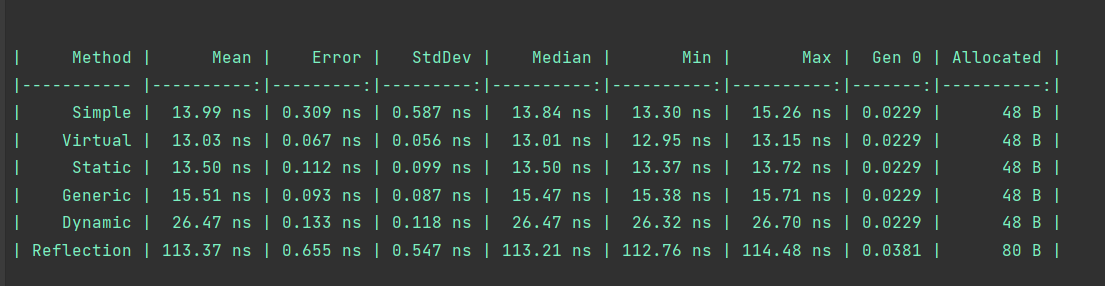 |      Method |      Mean |    Error |   StdDev |    Median |       Min |       Max |  Gen 0 | Allocated |
|----------- |----------:|---------:|---------:|----------:|----------:|----------:|-------:|----------:|
|      Simple |  13.99 ns | 0.309 ns | 0.587 ns |  13.84 ns |  13.30 ns |  15.26 ns | 0.0229 |      48 B |
|     Virtual |  13.03 ns | 0.067 ns | 0.056 ns |  13.01 ns |  12.95 ns |  13.15 ns | 0.0229 |      48 B |
|      Static |  13.50 ns | 0.112 ns | 0.099 ns |  13.50 ns |  13.37 ns |  13.72 ns | 0.0229 |      48 B |
|     Generic |  15.51 ns | 0.093 ns | 0.087 ns |  15.47 ns |  15.38 ns |  15.71 ns | 0.0229 |      48 B |
|     Dynamic |  26.47 ns | 0.133 ns | 0.118 ns |  26.47 ns |  26.32 ns |  26.70 ns | 0.0229 |      48 B |
| Reflection | 113.37 ns | 0.655 ns | 0.547 ns | 113.21 ns | 112.76 ns | 114.48 ns | 0.0381 |      80 B |